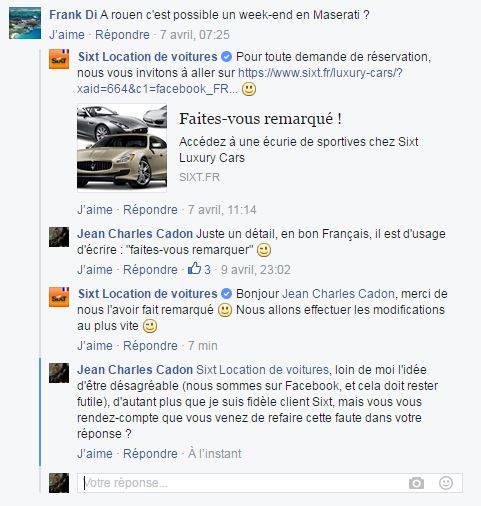 Frank Di A rouen c'est possible un week-end en Maserati ?
J'aime · Répondre · 7 avril, 07:25
Sixt Location de voitures Pour toute demande de réservation,
nous vous invitons à aller sur https://www.sixt.fr/luxury-cars/?
xaid=664&c1=facebook_FR...
Faites-vous remarqué !
Accédez à une écurie de sportives chez Sixt
Luxury Cars
SIXT.FR
J'aime · Répondre · 7 avril, 11:14
Jean Charles Cadon Juste un détail, en bon Français, il est d'usage
d'écrire : "faites-vous remarquer"
J'aime · Répondre · 3 · 9 avril, 23:02
Sixt Location de voitures Bonjour Jean Charles Cadon, merci de
nous l'avoir fait remarqué Nous allons effectuer les modifications
au plus vite
J'aime · Répondre · 7 min
Jean Charles Cadon Sixt Location de voitures, loin de moi l'idée
d'être désagrèable (nous sommes sur Facebook, et cela doit rester
futile), d'autant plus que je suis fidèle client Sixt, mais vous vous
rendez-compte que vous venez de refaire cette faute dans votre
réponse ?
J'aime · Répondre · À l'instant
Votre réponse...